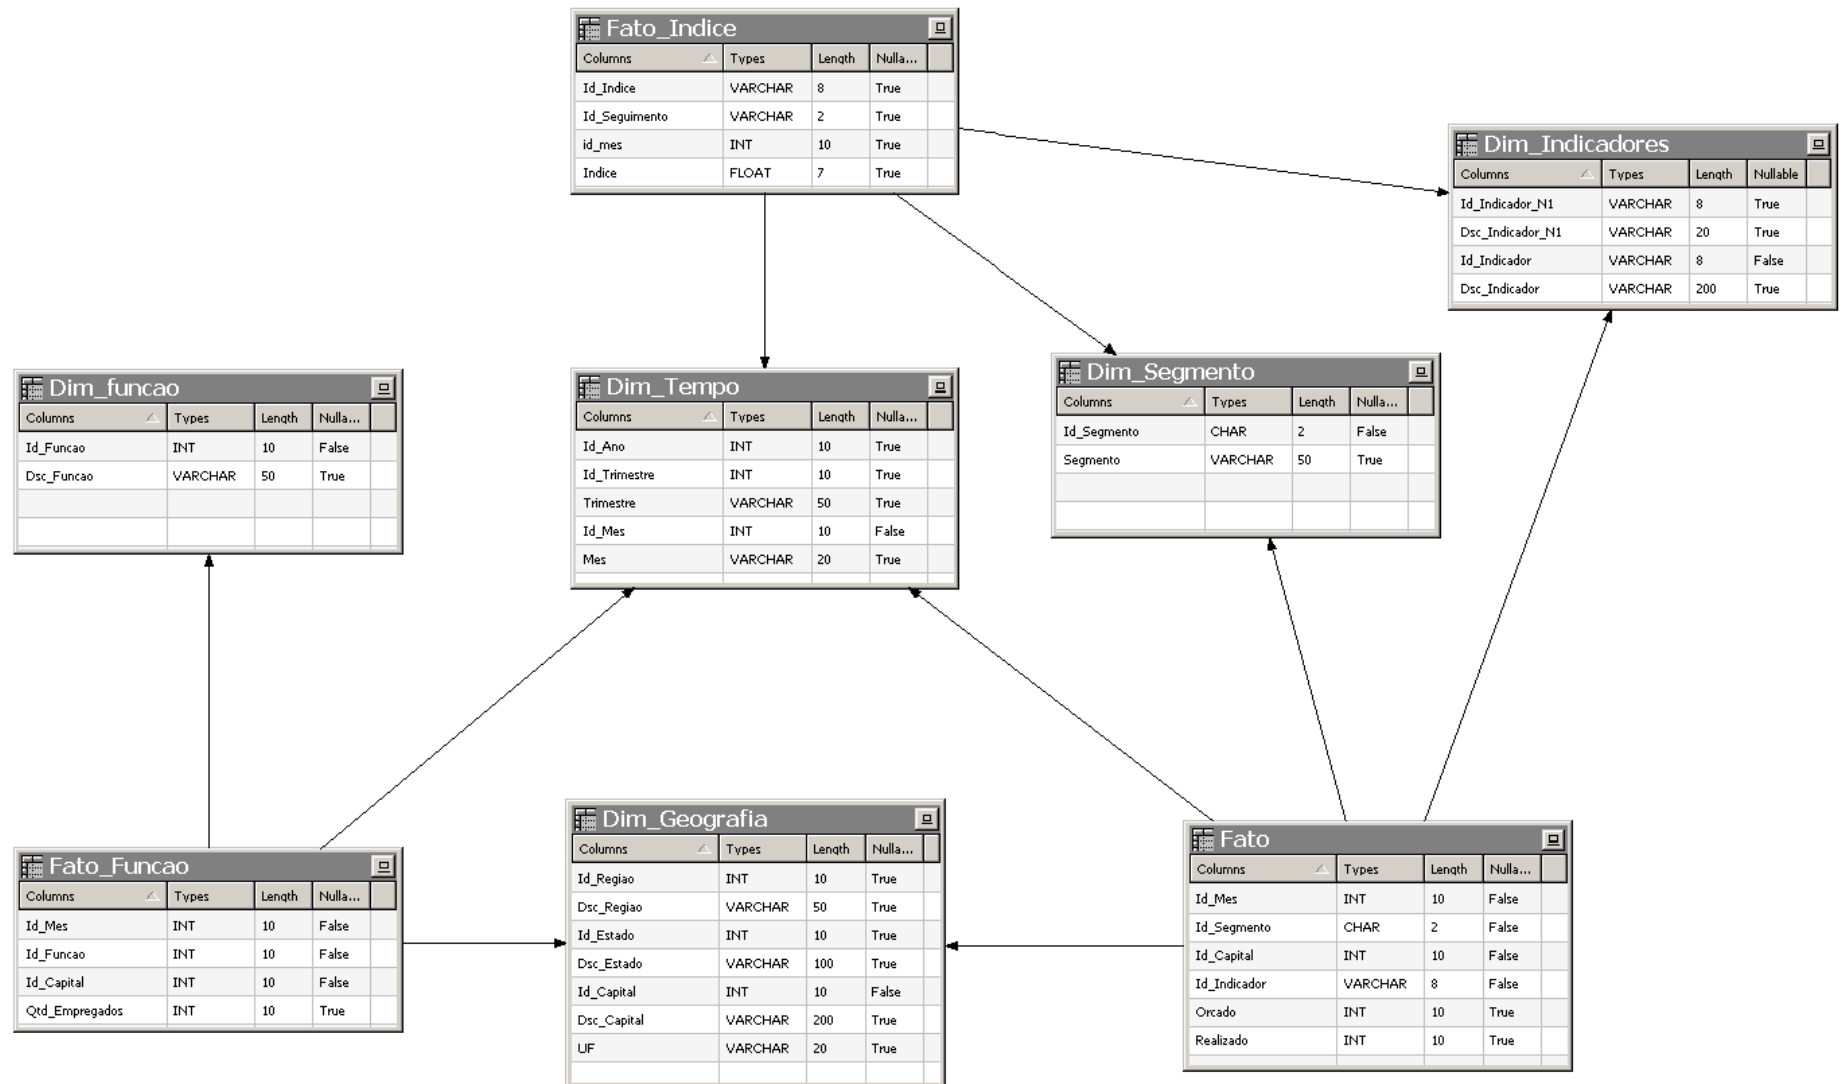 Fato_Indice
Columns Types Length Nulla...
Id_Indice VARCHAR 8 True
Id_Seguimento VARCHAR 2 True
id_mes INT 10 True
Indice FLOAT 7 True
Dim_Indicadores
Columns Types Length Nullable
Id_Indicador_N1 VARCHAR 8 True
Dsc_Indicador_N1 VARCHAR 20 True
Id_Indicador VARCHAR 8 False
Dsc_Indicador VARCHAR 200 True
Dim_funcao
Columns Types Length Nulla...
Id_Funcao INT 10 False
Dsc_Funcao VARCHAR 50 True
Dim_Tempo
Columns Types Length Nulla...
Id_Ano INT 10 True
Id_Trimestre INT 10 True
Trimestre VARCHAR 50 True
Id_Mes INT 10 False
Mes VARCHAR 20 True
Dim_Segmento
Columns Types Length Nulla...
Id_Segmento CHAR 2 False
Segmento VARCHAR 50 True
Fato_Funcao
Columns Types Length Nulla...
Id_Mes INT 10 False
Id_Funcao INT 10 False
Id_Capital INT 10 False
Qtd_Empregados INT 10 True
Dim_Geografia
Columns Types Length Nulla...
Id_Regiao INT 10 True
Dsc_Regiao VARCHAR 50 True
Id_Estado INT 10 True
Dsc_Estado VARCHAR 100 True
Id_Capital INT 10 False
Dsc_Capital VARCHAR 200 True
UF VARCHAR 20 True
Fato
Columns Types Length Nulla...
Id_Mes INT 10 False
Id_Segmento CHAR 2 False
Id_Capital INT 10 False
Id_Indicador VARCHAR 8 False
Orcado INT 10 True
Realizado INT 10 True